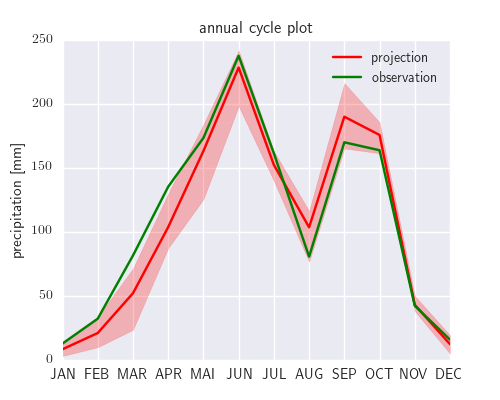 annual cycle plot
projection
observation
precipitation [mm]
250
200
150
100
50
0
JAN FEB MAR APR MAI JUN JUL AUG SEP OCT NOV DEC